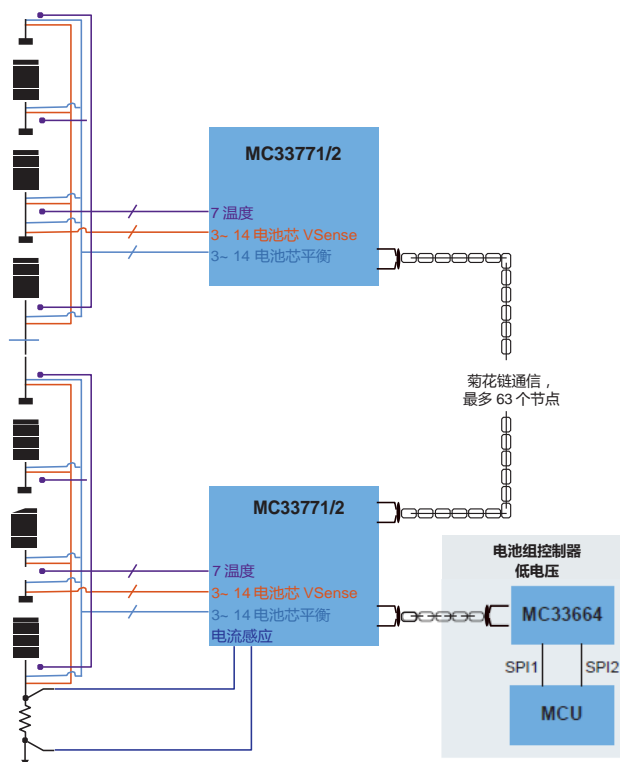 MC33771/2
7 温度
3~ 14 电池芯 VSense
3~ 14 电池芯平衡
菊花链通信，
最多 63 个节点
MC33771/2
7 温度
3~ 14 电池芯 VSense
3~ 14 电池芯平衡
电流感应
电池组控制器
低电压
MC33664
SPI1
SPI2
MCU